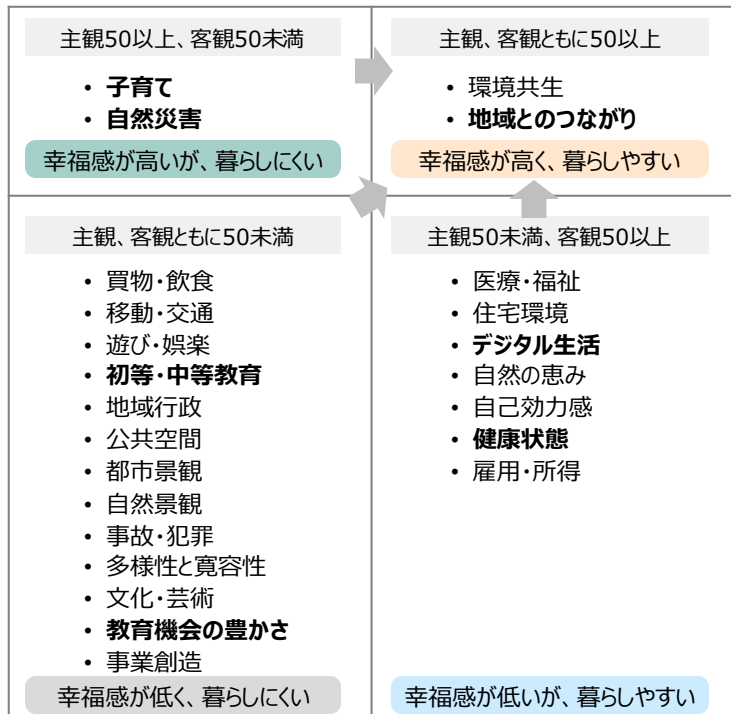 主観50以上、客観50未満
• 子育て
• 自然災害
幸福感が高いが、暮らしにくい
主観、客観ともに50以上
• 環境共生
• 地域とのつながり
幸福感が高く、暮らしやすい
主観、客観ともに50未満
• 買物・飲食
• 移動・交通
• 遊び・娯楽
• 初等・中等教育
• 地域行政
• 公共空間
• 都市景観
• 自然景観
• 事故・犯罪
• 多様性と寛容性
• 文化・芸術
• 教育機会の豊かさ
• 事業創造
幸福感が低く、暮らしにくい
主観50未満、客観50以上
• 医療・福祉
• 住宅環境
• デジタル生活
• 自然の恵み
• 自己効力感
• 健康状態
• 雇用・所得
幸福感が低いが、暮らしやすい